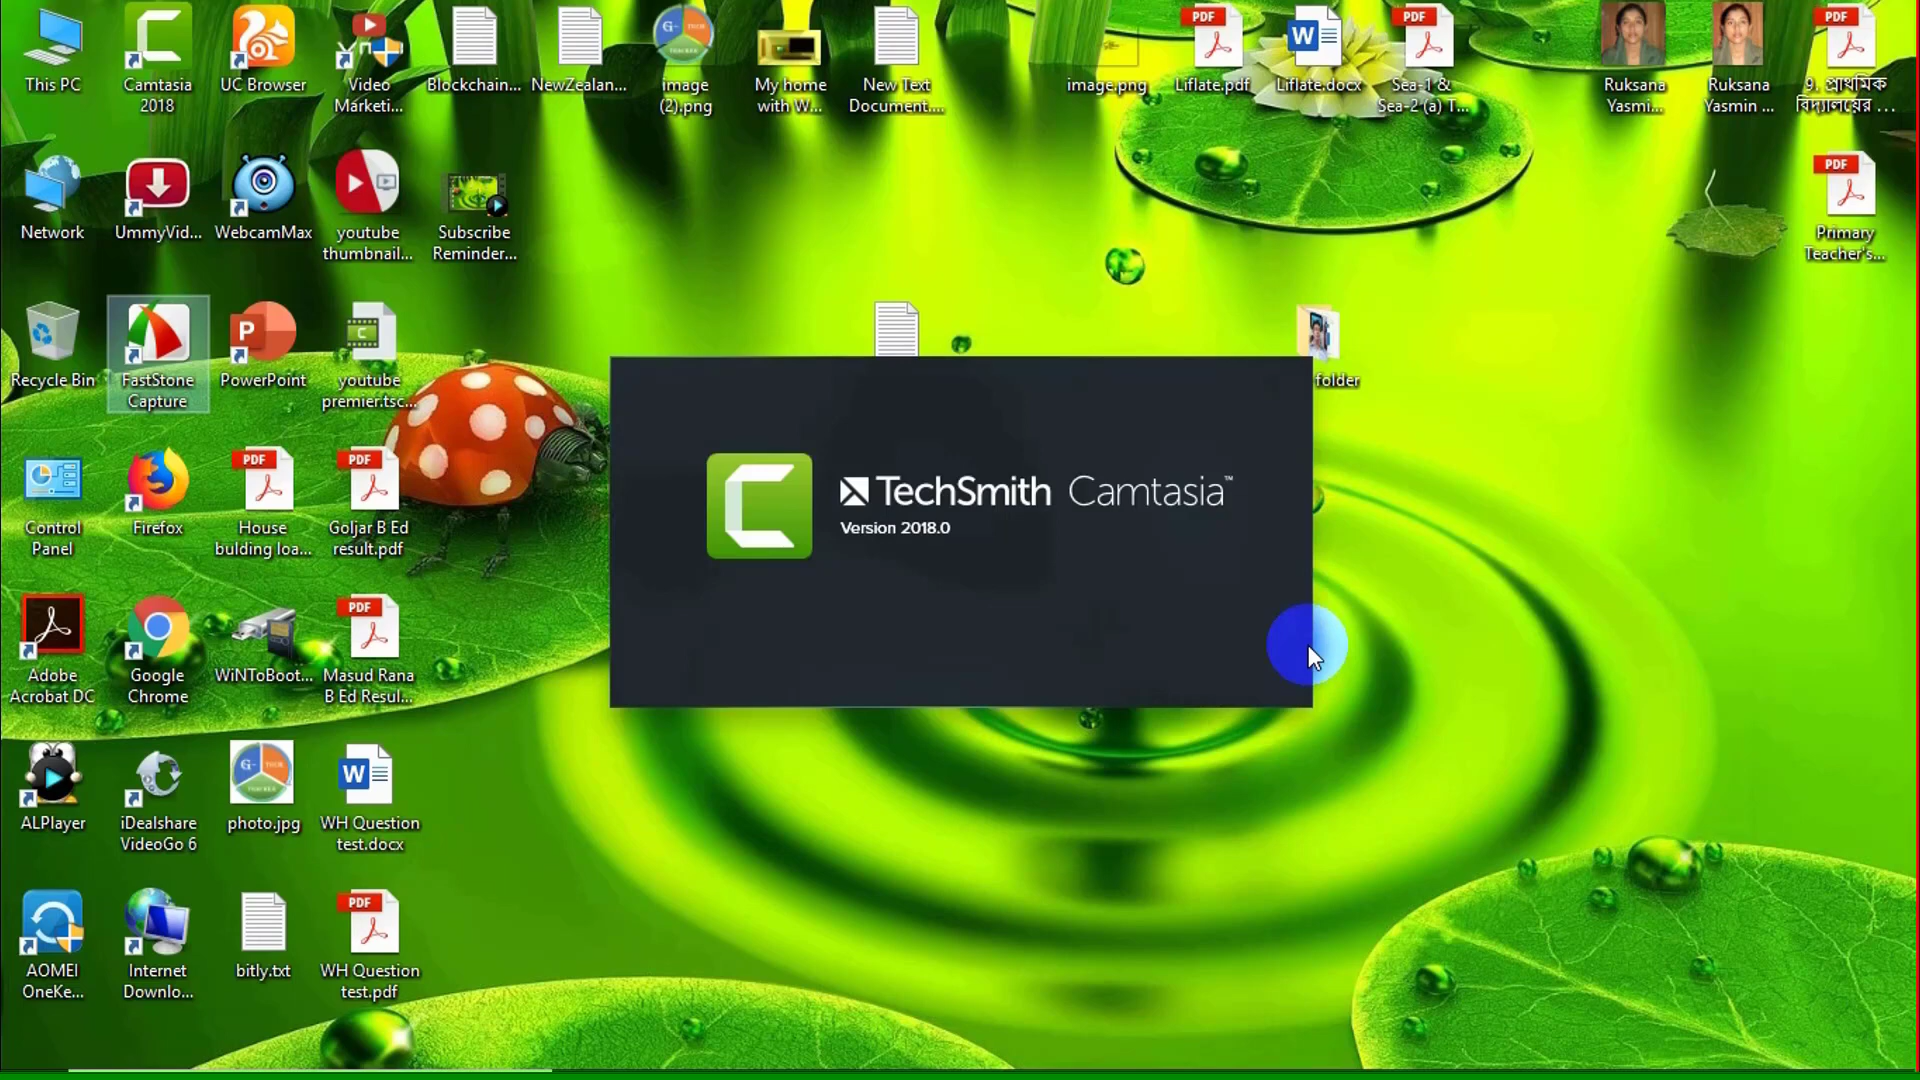 This PC
Camtasia
2018
UC Browser
Video
Marketi...
Blockchain...
NewZealan...
image
(2).png
My home
with W...
New Text
Document....
image.png
Liflate.pdf
Liflate.docx
Sea-1 &
Sea-2 (a) T...
Ruksana
Yasmi...
Ruksana
Yasmin ...
9. প্রাথমিক
বিদ্যালয়ের ...
Network
UmmyVid...
WebcamMax
youtube
thumbnail...
Subscribe
Reminder...
Primary
Teacher's...
Recycle Bin
FastStone
Capture
PowerPoint
youtube
premier.tsc...
folder
TechSmith Camtasia™
Version 2018.0
Control
Panel
Firefox
House
bulding loa...
Goljar B Ed
result.pdf
Adobe
Acrobat DC
Google
Chrome
WiNToBoot...
Masud Rana
B Ed Resul...
ALPlayer
iDealshare
VideoGo 6
photo.jpg
WH Question
test.docx
AOMEI
OneKe...
Internet
Downlo...
bitly.txt
WH Question
test.pdf